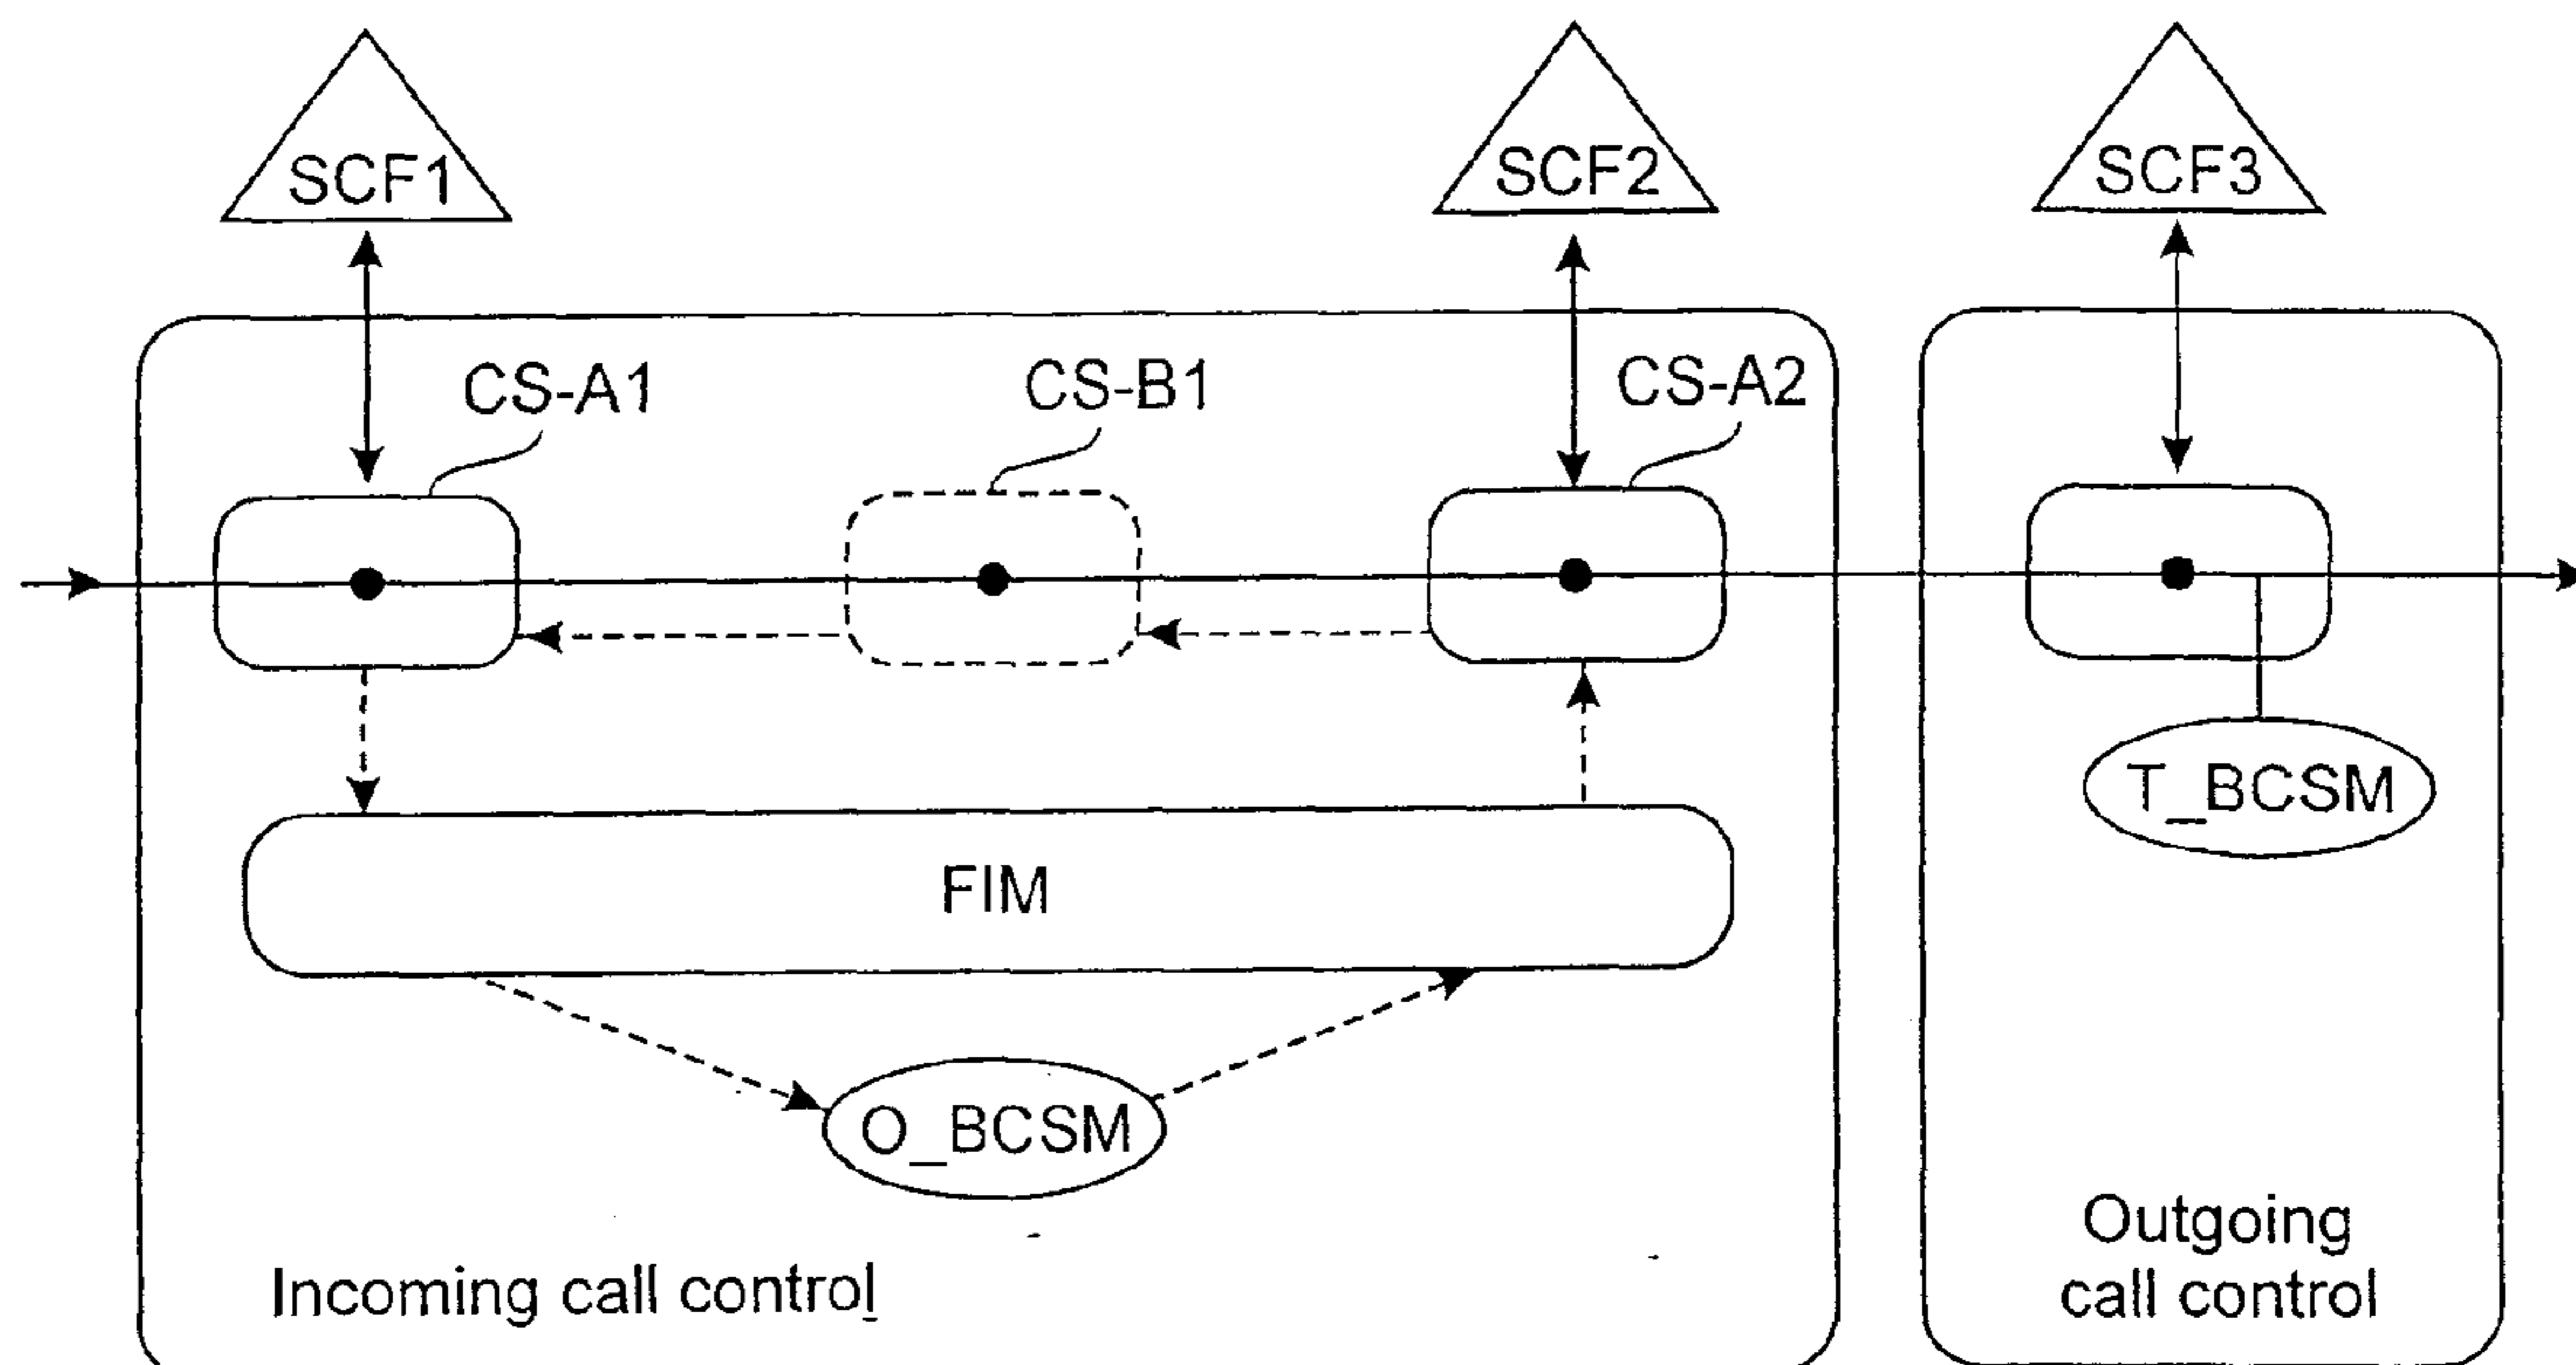 SCF1
SCF2
SCF3
CS-A1
CS-B1
CS-A2
T_BCSM
FIM
O_BCSM
Incoming call control
Outgoing
call control